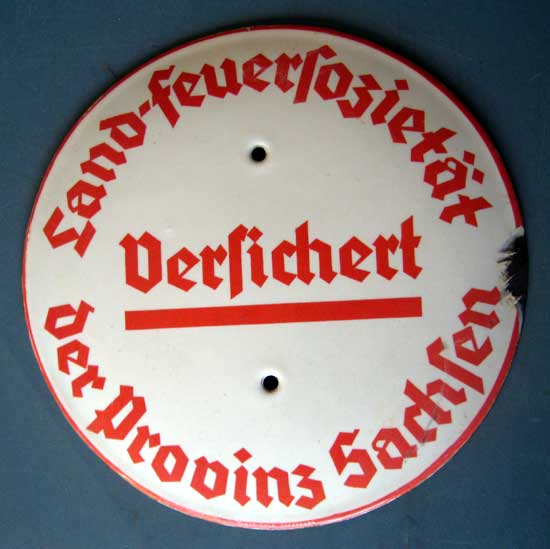 Land-Feuersozietät
Versichert
der Provinz Sachsen